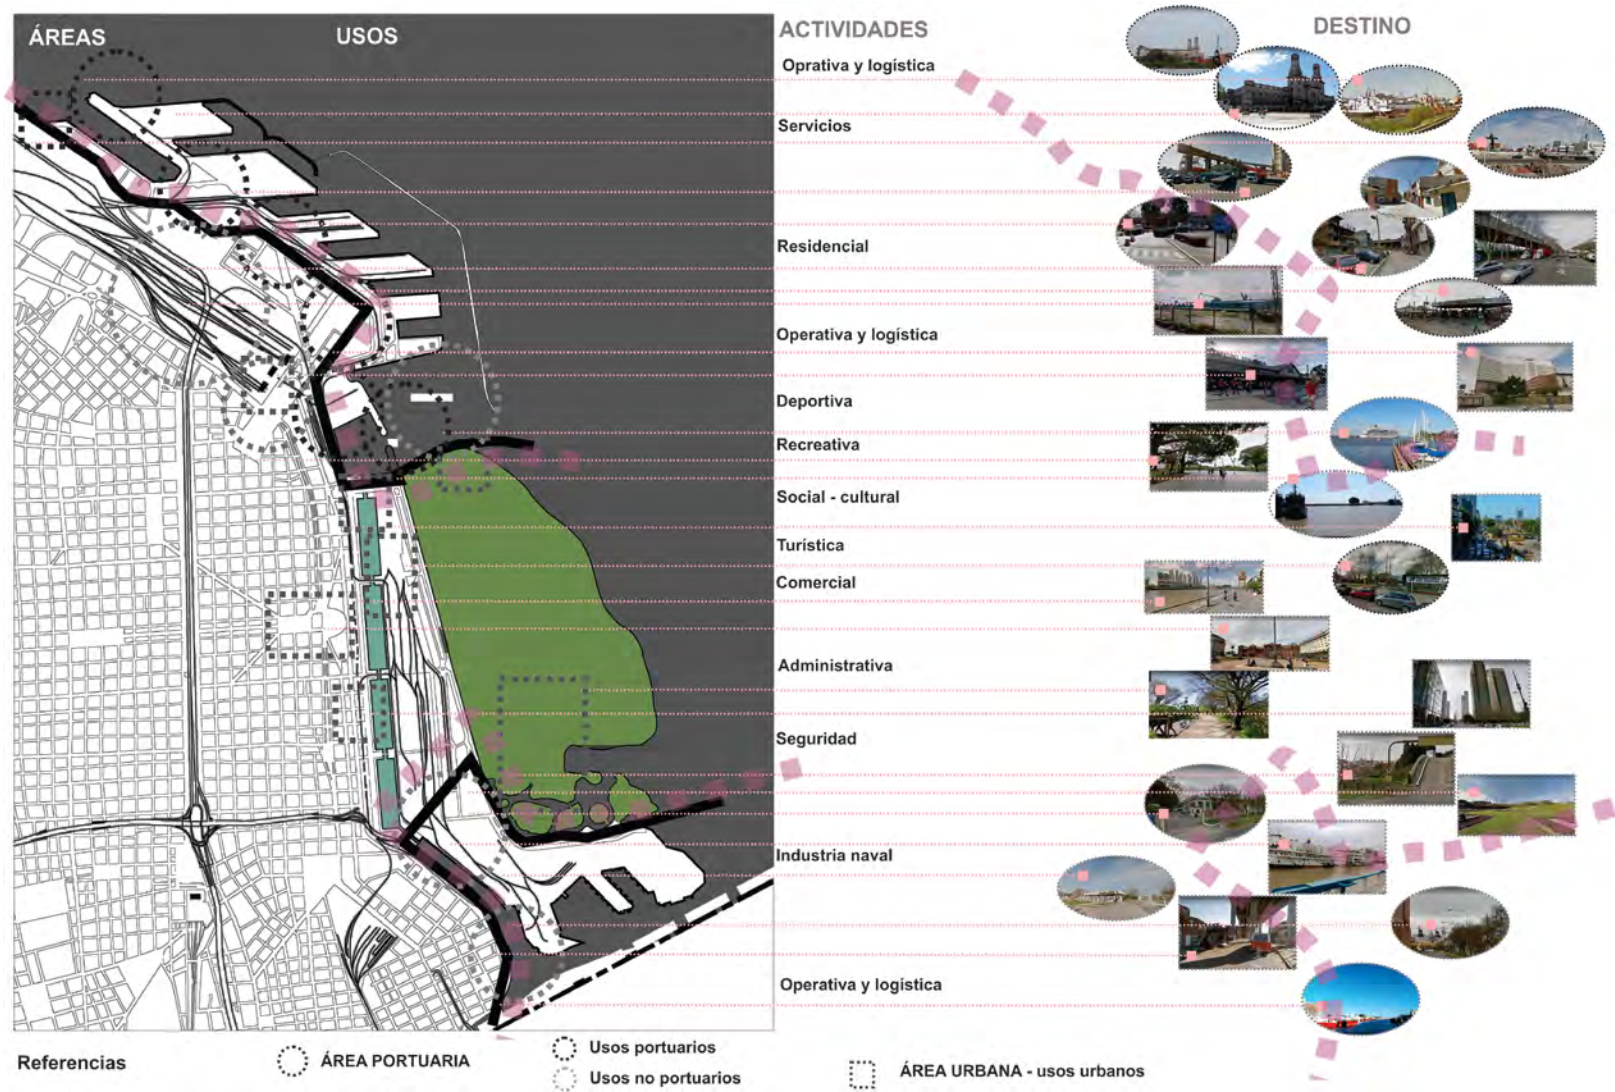 ÁREAS
USOS
ACTIVIDADES
DESTINO
Oprativa y logística
Servicios
Residencial
Operativa y logística
Deportiva
Recreativa
Social - cultural
Turística
Comercial
Administrativa
Seguridad
Industria naval
Operativa y logística
Referencias
ÁREA PORTUARIA
Usos portuarios
Usos no portuarios
ÁREA URBANA - usos urbanos